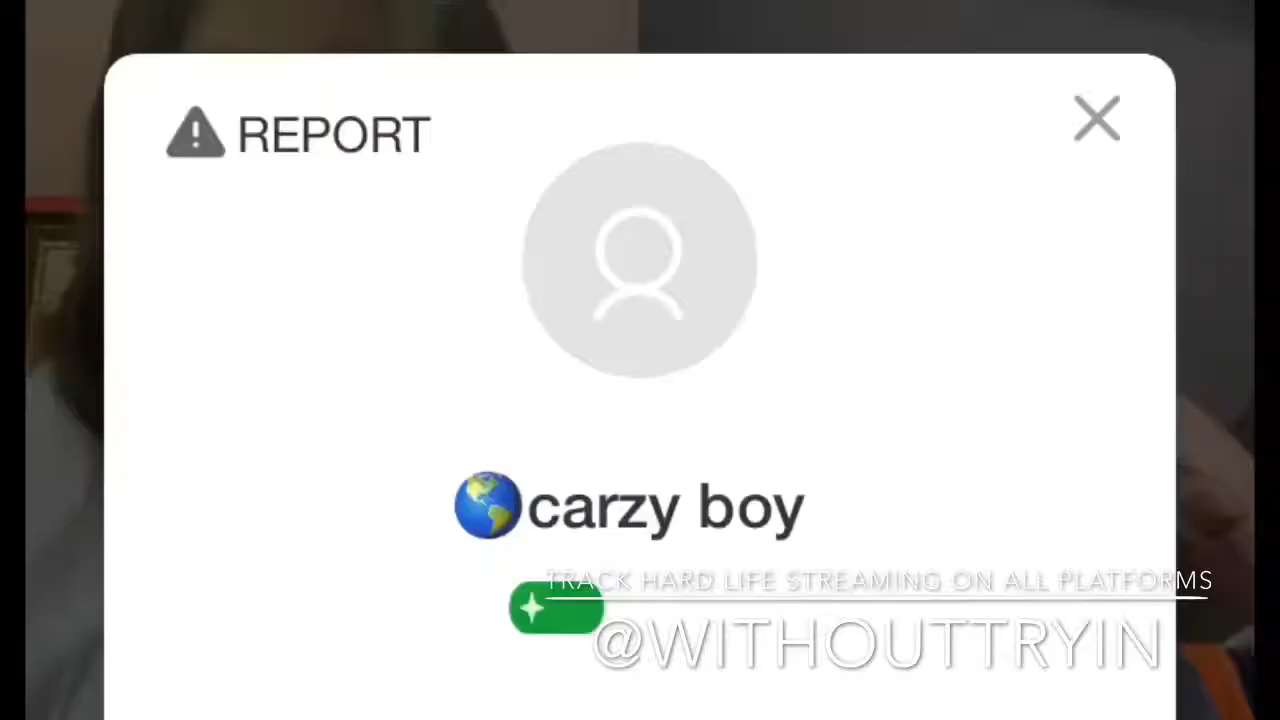 REPORT
🌎carzy boy
TRACK HARD LIFE STREAMING ON ALL PLATFORMS
@WITHOUTTRYIN